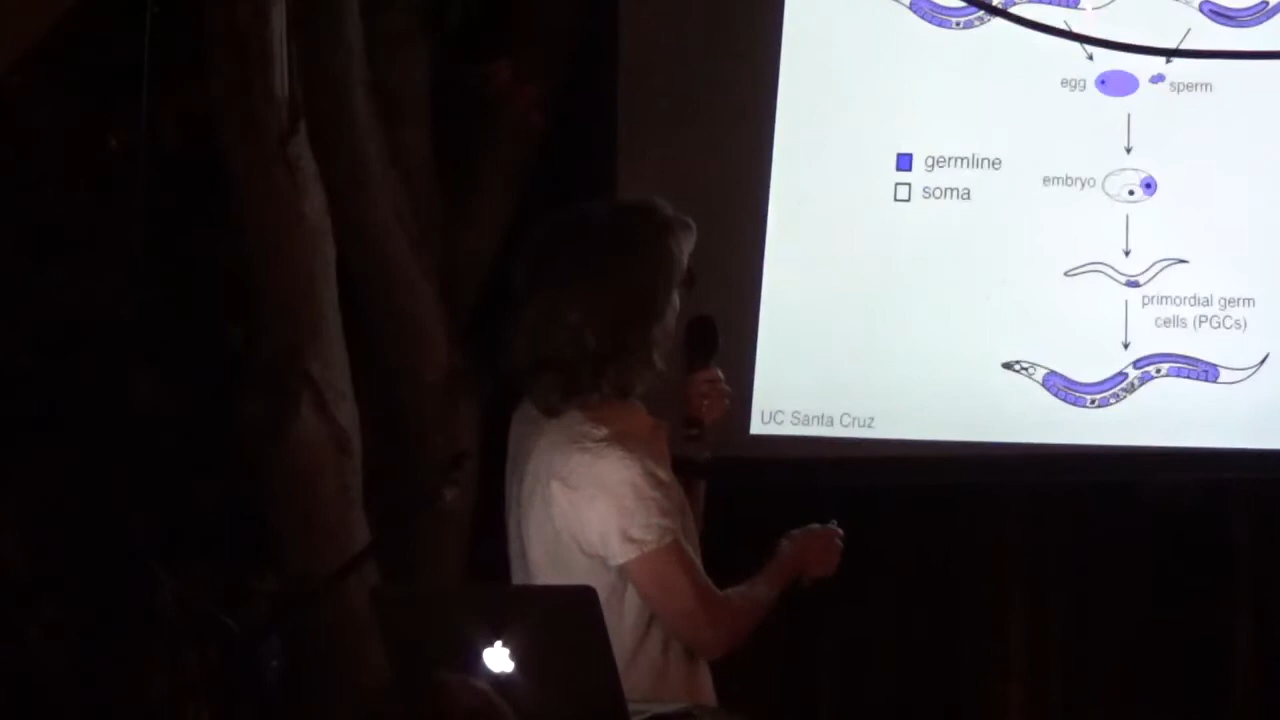 egg
sperm
germline
soma
embryo
primordial germ
cells (PGCs)
UC Santa Cruz